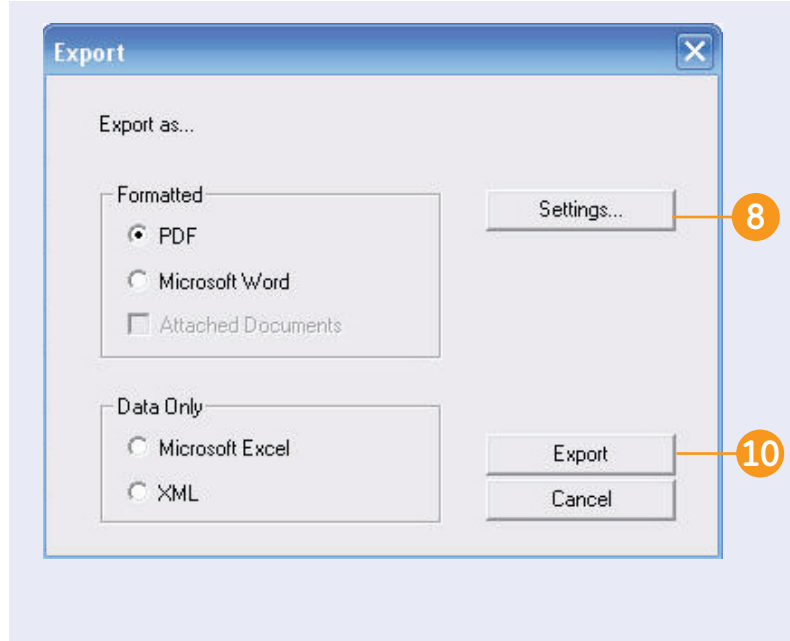 Export
Export as...
Formatted
Settings...
8
PDF
Microsoft Word
Attached Documents
Data Only
Microsoft Excel
Export
10
XML
Cancel